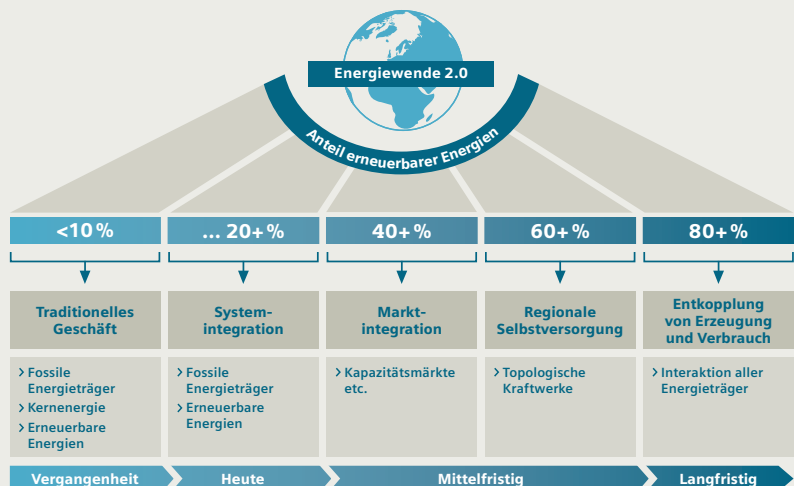 Energiewende 2.0
Anteil erneuerbarer Energien
<10 %
... 20+ %
40+ %
60+ %
80+ %
Traditionelles
Geschäft
System-
integration
Markt-
integration
Regionale
Selbstversorgung
Entkopplung
von Erzeugung
und Verbrauch
> Fossile
Energieträger
> Kernenergie
> Erneuerbare
Energien
> Fossile
Energieträger
> Erneuerbare
Energien
> Kapazitätsmärkte
etc.
> Topologische
Kraftwerke
> Interaktion aller
Energieträger
Vergangenheit
Heute
Mittelfristig
Langfristig